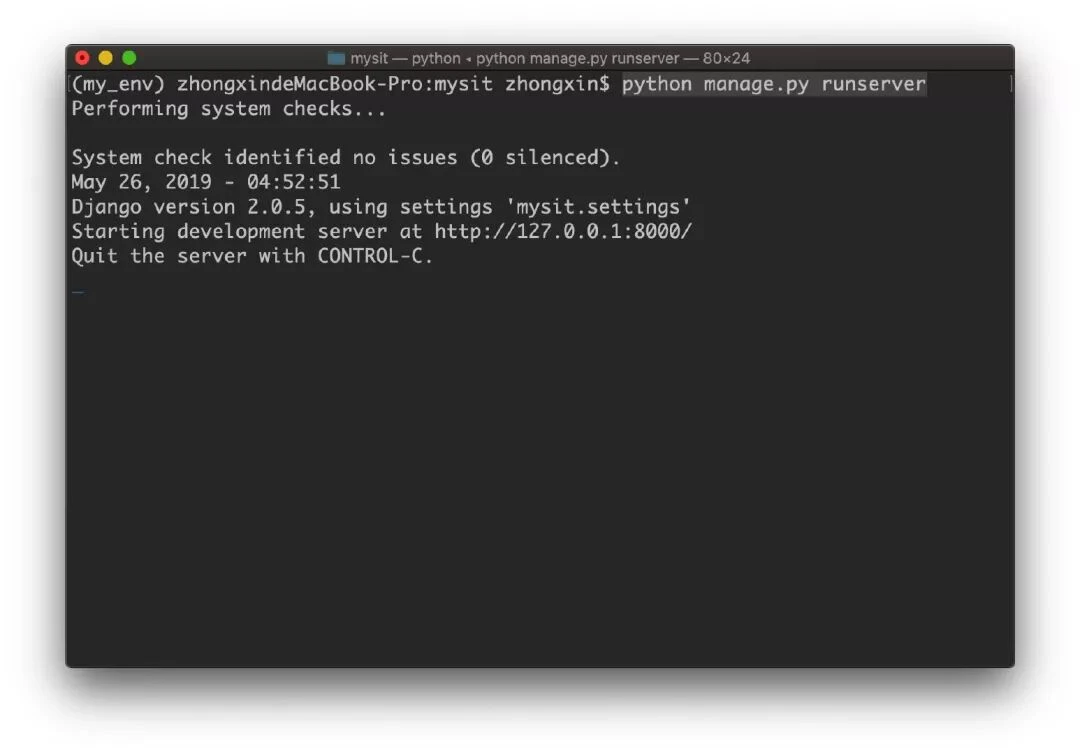 mysit — python ◂ python manage.py runserver — 80×24
(my_env) zhongxindeMacBook-Pro:mysit zhongxin$ python manage.py runserver
Performing system checks...
System check identified no issues (0 silenced).
May 26, 2019 - 04:52:51
Django version 2.0.5, using settings 'mysit.settings'
Starting development server at http://127.0.0.1:8000/
Quit the server with CONTROL-C.